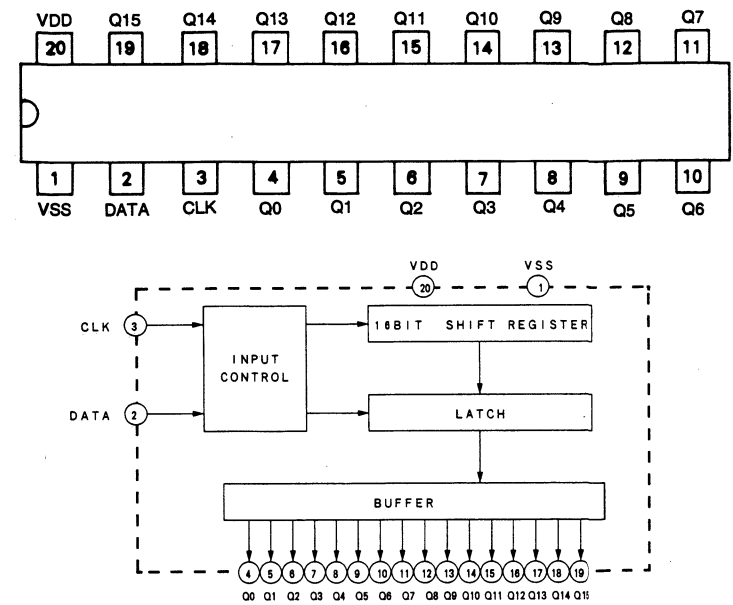 VDD Q15 Q14 Q13 Q12 Q11 Q10 Q9 Q8 Q7
20 19 18 17 16 15 14 13 12 11
1 2 3 4 5 6 7 8 9 10
VSS DATA CLK Q0 Q1 Q2 Q3 Q4 Q5 Q6
VDD VSS
20 1
CLK 3
16BIT SHIFT REGISTER
INPUT
CONTROL
DATA 2
LATCH
BUFFER
4 5 6 7 8 9 10 11 12 13 14 15 16 17 18 19
Q0 Q1 Q2 Q3 Q4 Q5 Q6 Q7 Q8 Q9 Q10 Q11 Q12 Q13 Q14 Q15